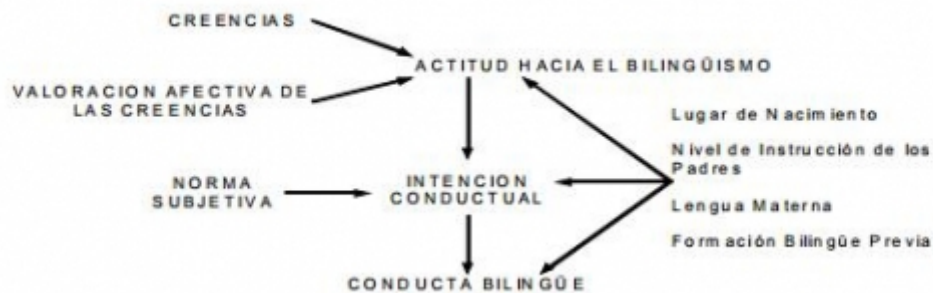 CREENCIAS
ACTITUD HACIA EL BILINGÜISMO
VALORACION AFECTIVA DE
LAS CREENCIAS
Lugar de Nacimiento
Nivel de Instrucción de los
Padres
NORMA
SUBJETIVA
INTENCION
CONDUCTUAL
Lengua Materna
Formación Bilingüe Previa
CONDUCTA BILINGÜE